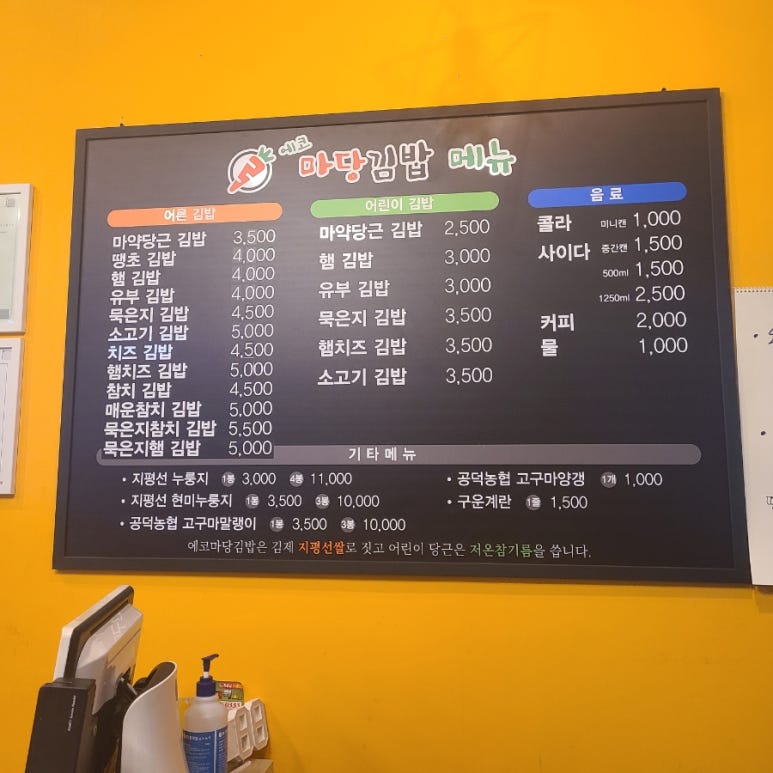 에코 마당김밥 메뉴
어른 김밥
마약당근 김밥 3,500
땡초 김밥 4,000
햄 김밥 4,000
유부 김밥 4,000
묵은지 김밥 4,500
소고기 김밥 5,000
치즈 김밥 4,500
햄치즈 김밥 5,000
참치 김밥 4,500
매운참치 김밥 5,000
묵은지참치 김밥 5,500
묵은지햄 김밥 5,000
어린이 김밥
마약당근 김밥 2,500
햄 김밥 3,000
유부 김밥 3,000
묵은지 김밥 3,500
햄치즈 김밥 3,500
소고기 김밥 3,500
음료
콜라 미니캔 1,000
사이다 중간캔 1,500
500ml 1,500
1250ml 2,500
커피 2,000
물 1,000
기타메뉴
· 지평선 누룽지 1봉 3,000 4봉 11,000
· 지평선 현미누룽지 1봉 3,500 3봉 10,000
· 공덕농협 고구마말랭이 1봉 3,500 3봉 10,000
· 공덕농협 고구마양갱 1개 1,000
· 구운계란 1줄 1,500
에코마당김밥은 김제 지평선쌀로 짓고 어린이 당근은 저온참기름을 씁니다.